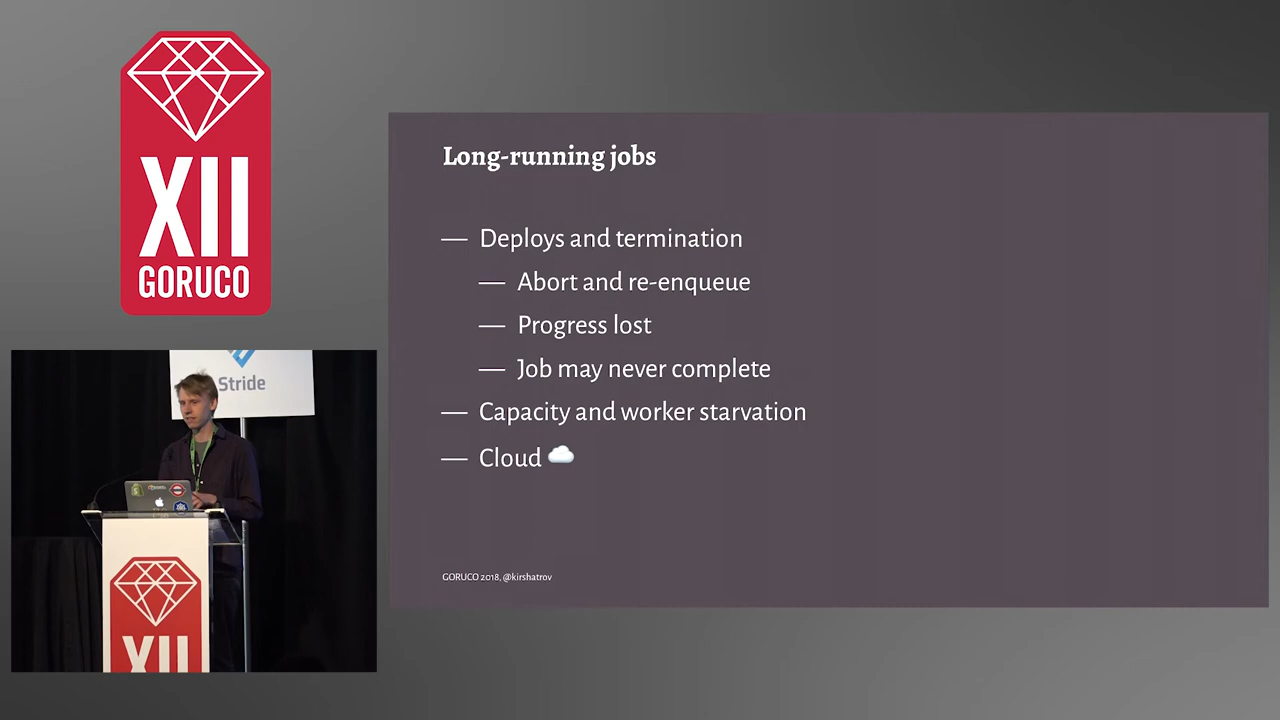 XII
GORUCO
Stride
XII
Long-running jobs
— Deploys and termination
— Abort and re-enqueue
— Progress lost
— Job may never complete
— Capacity and worker starvation
— Cloud ☁️
GORUCO 2018, @kirshatrov